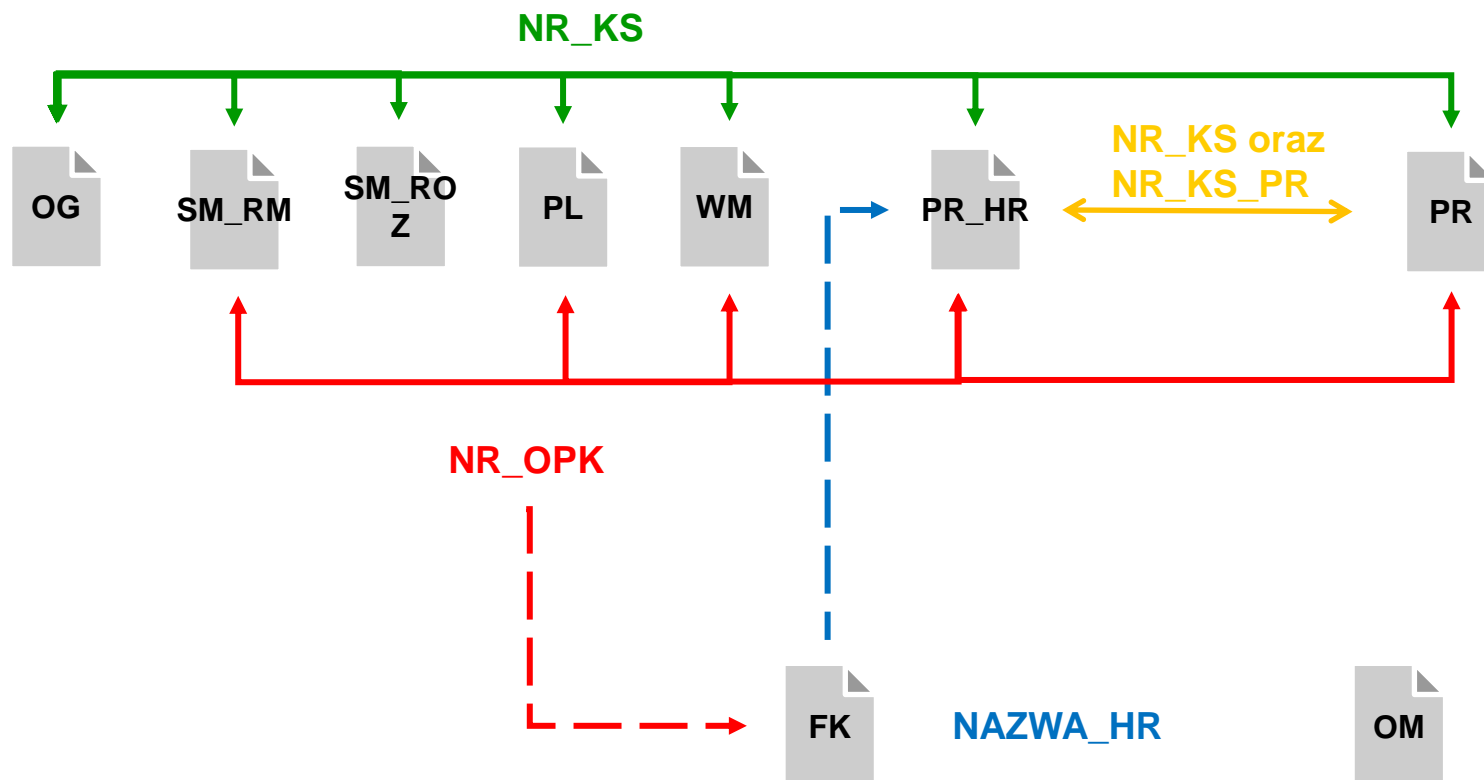 NR_KS
OG
SM_RM
SM_RO
Z
PL
WM
PR_HR
NR_KS oraz
NR_KS_PR
PR
NR_OPK
FK
NAZWA_HR
OM